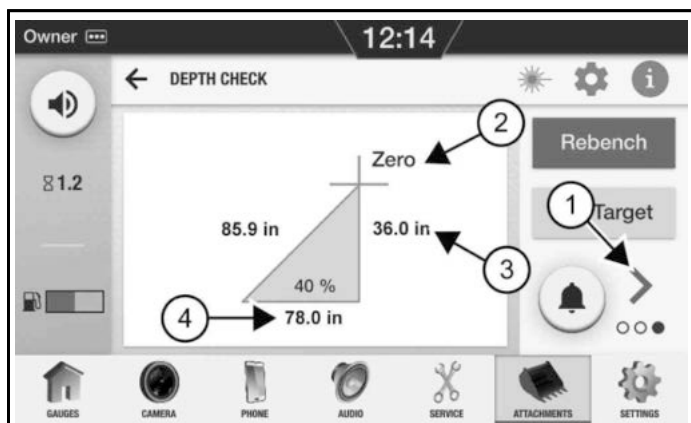 Owner
12:14
DEPTH CHECK
i
2
Zero
Rebench
1.2
1
Target
85.9 in
36.0 in
3
40 %
4
78.0 in
GAUGES
CAMERA
PHONE
AUDIO
SERVICE
ATTACHMENTS
SETTINGS